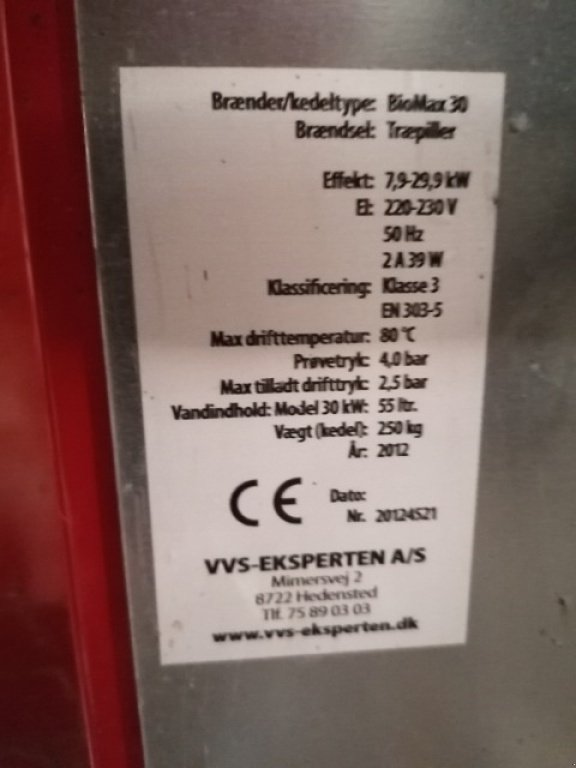 Brænder/kedeltype: BioMax 30
Brændsel: Træpiller
Effekt: 7,9-29,9 kW
El: 220-230 V
50 Hz
2 A 39 W
Klassificering: Klasse 3
EN 303-5
Max drifttemperatur: 80 °C
Prøvetryk: 4,0 bar
Max tilladt drifttryk: 2,5 bar
Vandindhold: Model 30 kW: 55 ltr.
Vægt (kedel): 250 kg
År: 2012
CE
Dato:
Nr. 20124521
VVS-EKSPERTEN A/S
Mimersvej 2
8722 Hedensted
Tlf. 75 89 03 03
www.vvs-eksperten.dk